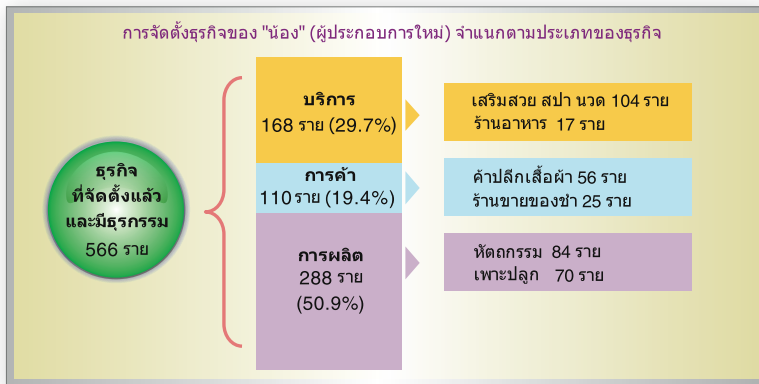 การจัดตั้งธุรกิจของ "น้อง" (ผู้ประกอบการใหม่) จำแนกตามประเภทของธุรกิจ
ธุรกิจ
ที่จัดตั้งแล้ว
และมีธุรกรรม
566 ราย
บริการ
168 ราย (29.7%)
การค้า
110 ราย (19.4%)
การผลิต
288 ราย
(50.9%)
เสริมสวย สปา นวด 104 ราย
ร้านอาหาร 17 ราย
ค้าปลีกเสื้อผ้า 56 ราย
ร้านขายของชำ 25 ราย
หัตถกรรม 84 ราย
เพาะปลูก 70 ราย